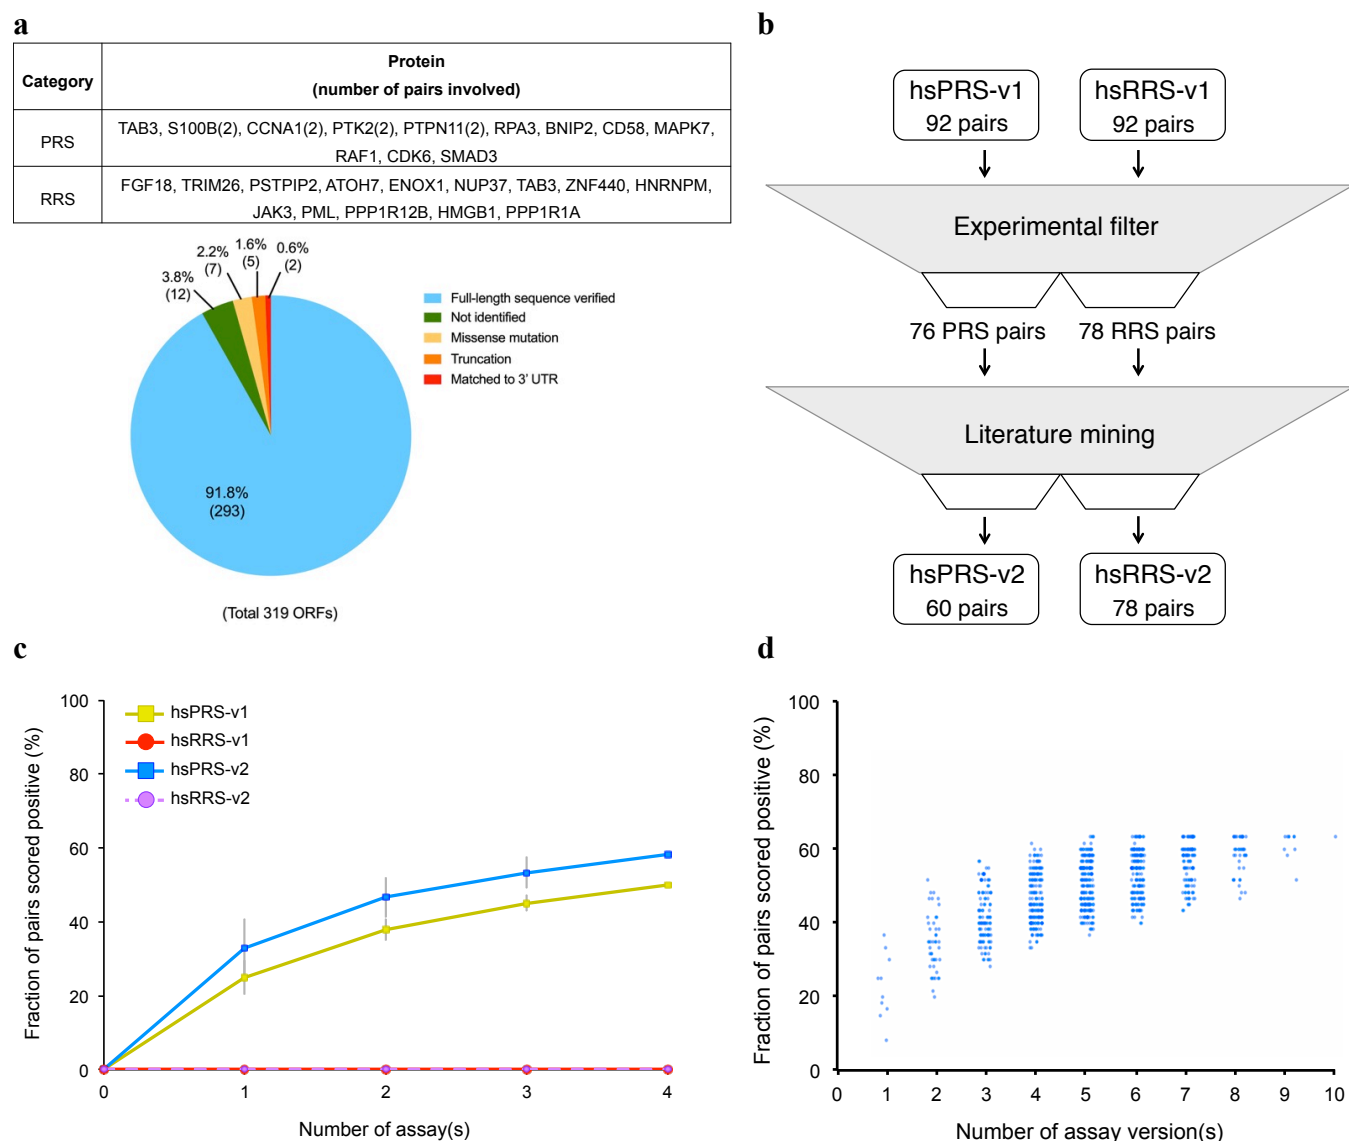 a
Category
Protein
(number of pairs involved)
PRS
TAB3, S100B(2), CCNA1(2), PTK2(2), PTPN11(2), RPA3, BNIP2, CD58, MAPK7,
RAF1, CDK6, SMAD3
RRS
FGF18, TRIM26, PSTPIP2, ATOH7, ENOX1, NUP37, TAB3, ZNF440, HNRNPM,
JAK3, PML, PPP1R12B, HMGB1, PPP1R1A
3.8%
(12)
2.2%
(7)
1.6%
(5)
0.6%
(2)
91.8%
(293)
Full-length sequence verified
Not identified
Missense mutation
Truncation
Matched to 3' UTR
(Total 319 ORFs)
b
hsPRS-v1
92 pairs
hsRRS-v1
92 pairs
Experimental filter
76 PRS pairs
78 RRS pairs
Literature mining
hsPRS-v2
60 pairs
hsRRS-v2
78 pairs
c
Fraction of pairs scored positive (%)
100
80
60
40
20
0
hsPRS-v1
hsRRS-v1
hsPRS-v2
hsRRS-v2
0 1 2 3 4
Number of assay(s)
d
Fraction of pairs scored positive (%)
100
80
60
40
20
0
0 1 2 3 4 5 6 7 8 9 10
Number of assay version(s)